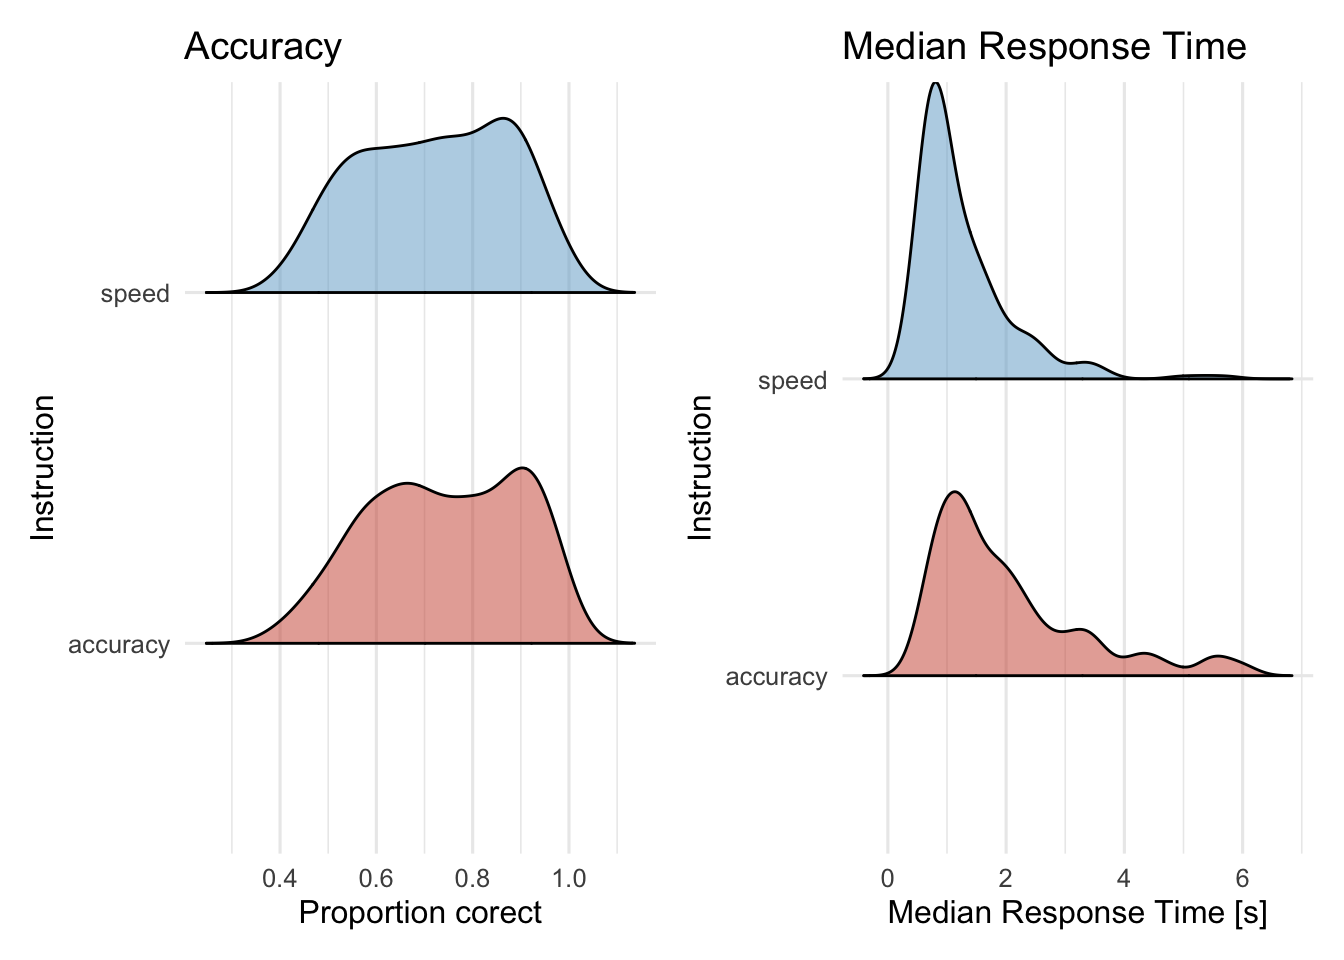 Accuracy
Instruction
speed
accuracy
0.4 0.6 0.8 1.0
Proportion corect
Median Response Time
Instruction
speed
accuracy
0 2 4 6
Median Response Time [s]